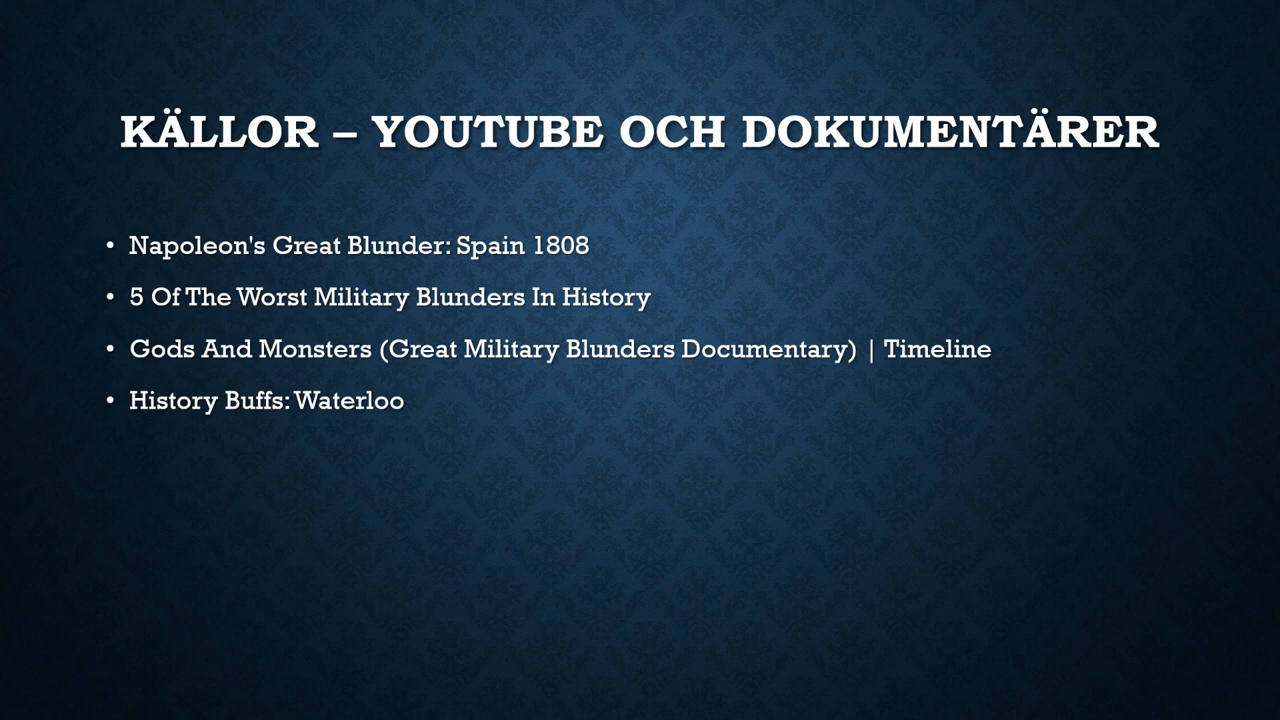 KÄLLOR – YOUTUBE OCH DOKUMENTÄRER
• Napoleon's Great Blunder: Spain 1808
• 5 Of The Worst Military Blunders In History
• Gods And Monsters (Great Military Blunders Documentary) | Timeline
• History Buffs: Waterloo